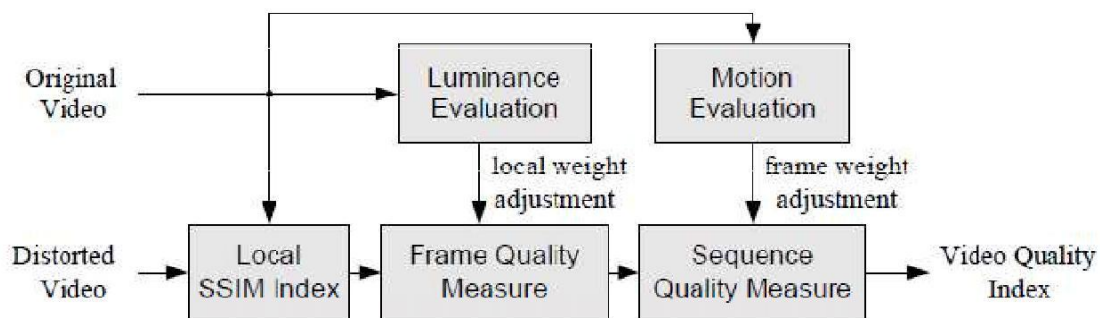 Original
Video
Luminance
Evaluation
Motion
Evaluation
local weight
adjustment
frame weight
adjustment
Distorted
Video
Local
SSIM Index
Frame Quality
Measure
Sequence
Quality Measure
Video Quality
Index